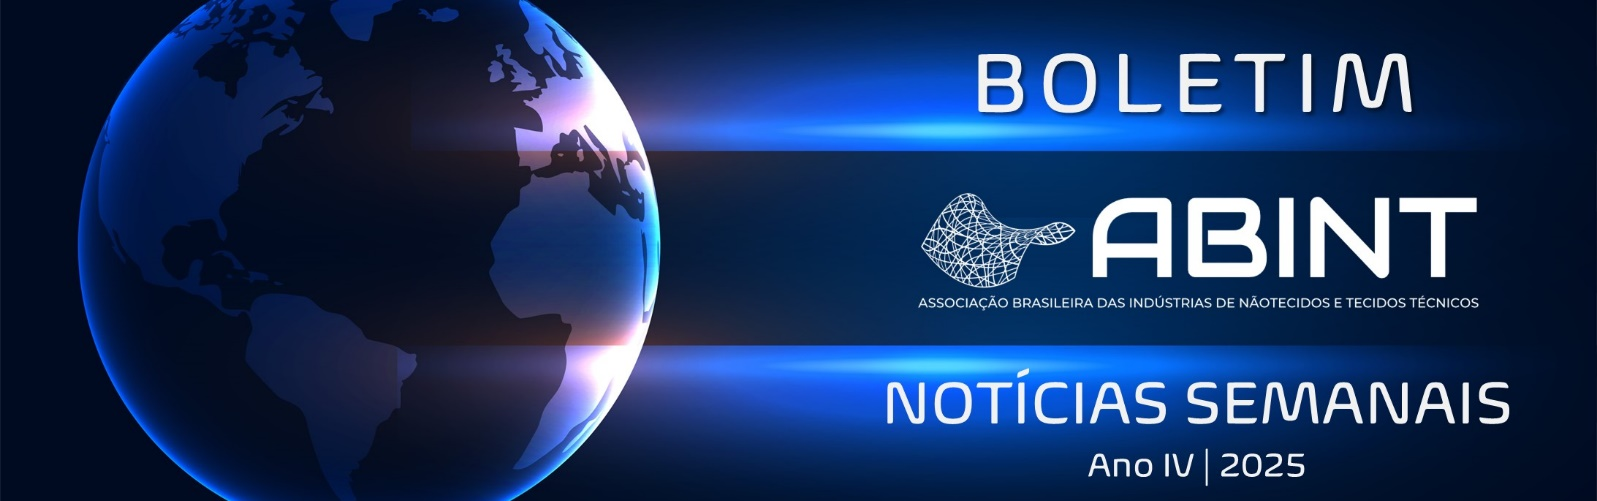 BOLETIM
ABINT
ASSOCIAÇÃO BRASILEIRA DAS INDÚSTRIAS DE NÃOTECIDOS E TECIDOS TÉCNICOS
NOTÍCIAS SEMANAIS
Ano IV | 2025